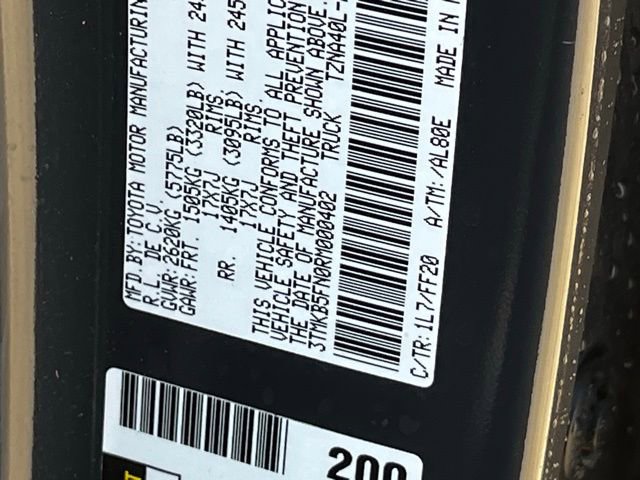 MFD.BY:TOYOTA MOTOR MANUFACTURIN
R.L. DE C.V.
GVWR:2620KG (5775LB)
GAWR:FRT. 1505KG (3320LB) WITH 24
17X7J RIMS.
RR. 1405KG (3095LB) WITH 245
17X7J RIMS.
THIS VEHICLE CONFORMS TO ALL APPLIC
VEHICLE SAFETY AND THEFT PREVENTION
THE DATE OF MANUFACTURE SHOWN ABOVE.
3TMKB5FN0RM000402 TRUCK TZNA40L-
C/TR:1L7/FF20 A/TM:/AL80E MADE IN
200